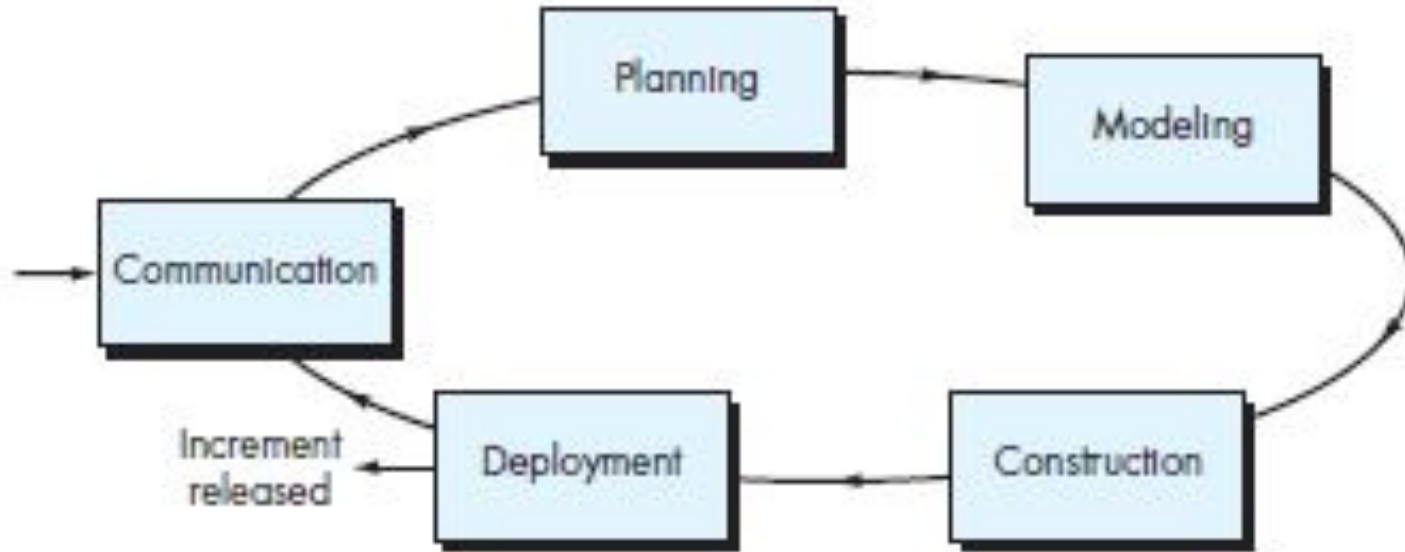 Planning
Modeling
Communication
Increment
released
Deployment
Construction